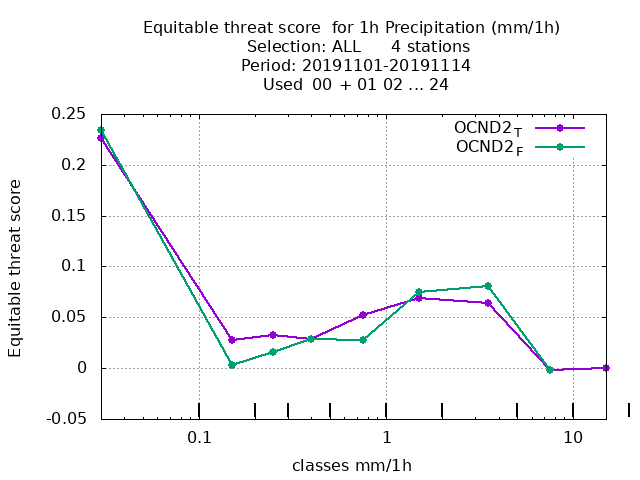 Equitable threat score  for 1h Precipitation (mm/1h)
Selection: ALL      4 stations
Period: 20191101-20191114
Used  00 + 01 02 ... 24
OCND2T
OCND2F
0.25
0.2
0.15
0.1
0.05
0
-0.05
Equitable threat score
0.1 1 10
classes mm/1h